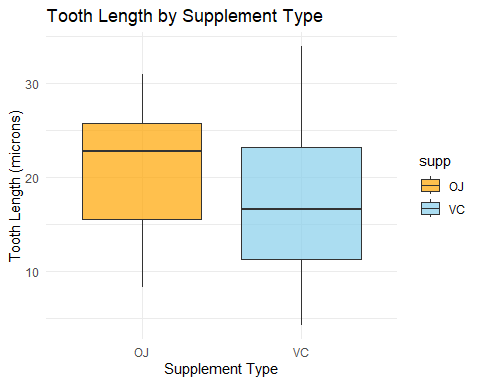 Tooth Length by Supplement Type
Tooth Length (microns)
30
20
10
OJ
VC
Supplement Type
supp
OJ
VC